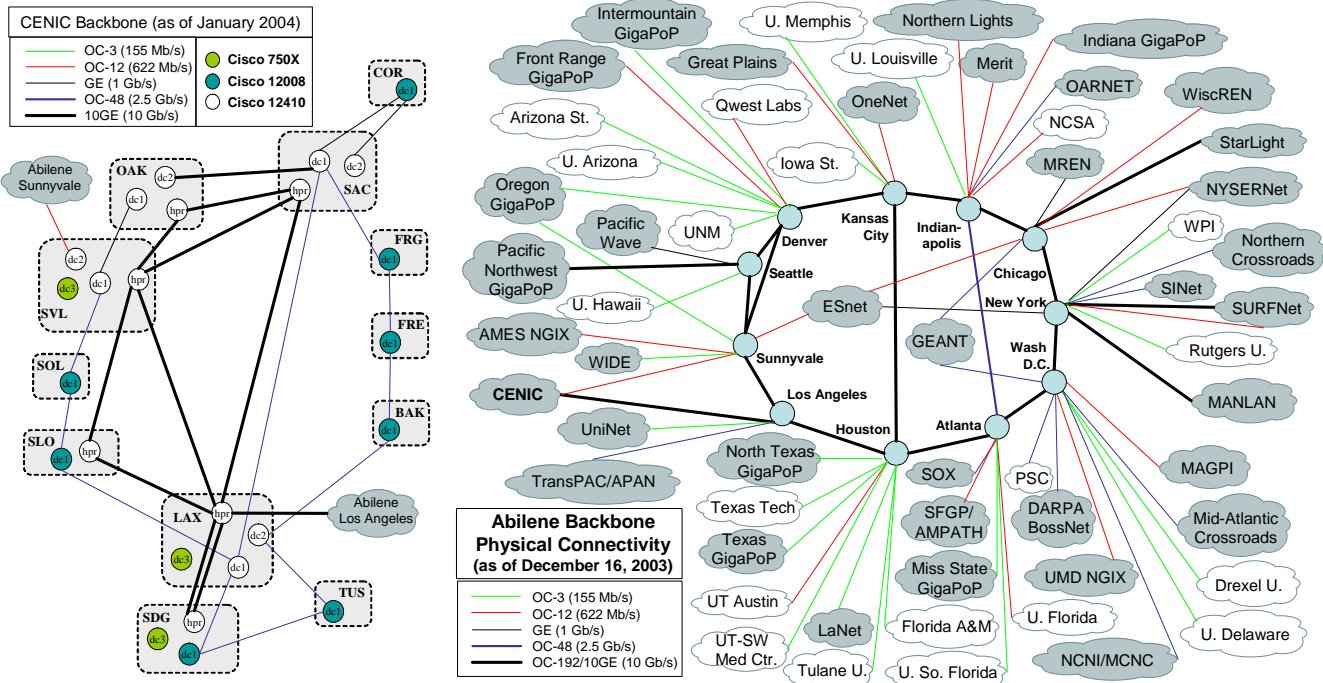 CENIC Backbone (as of January 2004)
OC-3 (155 Mb/s)
OC-12 (622 Mb/s)
GE (1 Gb/s)
OC-48 (2.5 Gb/s)
10GE (10 Gb/s)
Cisco 750X
Cisco 12008
Cisco 12410
COR
dc1
dc1
dc2
hpr
SAC
OAK
dc2
dc1
hpr
Abilene
Sunnyvale
dc2
dc3
dc1
hpr
SVL
FRG
dc1
FRE
dc1
BAK
dc1
SOL
dc1
SLO
hpr
dc1
LAX
hpr
dc2
dc3
dc1
Abilene
Los Angeles
TUS
dc1
SDG
hpr
dc3
dc1
Intermountain
GigaPoP
U. Memphis
Northern Lights
Indiana GigaPoP
Front Range
GigaPoP
Great Plains
U. Louisville
Merit
OARNET
WiscREN
Qwest Labs
OneNet
NCSA
Arizona St.
StarLight
U. Arizona
Iowa St.
MREN
Oregon
GigaPoP
NYSERNet
Pacific
Wave
UNM
WPI
Northern
Crossroads
Pacific
Northwest
GigaPoP
Denver
Kansas
City
Indian-
apolis
Chicago
Seattle
SINet
U. Hawaii
ESnet
New York
SURFNet
AMES NGIX
WIDE
Sunnyvale
GEANT
Wash
D.C.
Rutgers U.
CENIC
Los Angeles
MANLAN
UniNet
Houston
Atlanta
North Texas
GigaPoP
SOX
PSC
MAGPI
TransPAC/APAN
Texas Tech
SFGP/
AMPATH
DARPA
BossNet
Mid-Atlantic
Crossroads
Texas
GigaPoP
Miss State
GigaPoP
UMD NGIX
Drexel U.
UT Austin
LaNet
Florida A&M
U. Florida
U. Delaware
UT-SW
Med Ctr.
Tulane U.
U. So. Florida
NCNI/MCNC
Abilene Backbone
Physical Connectivity
(as of December 16, 2003)
OC-3 (155 Mb/s)
OC-12 (622 Mb/s)
GE (1 Gb/s)
OC-48 (2.5 Gb/s)
OC-192/10GE (10 Gb/s)